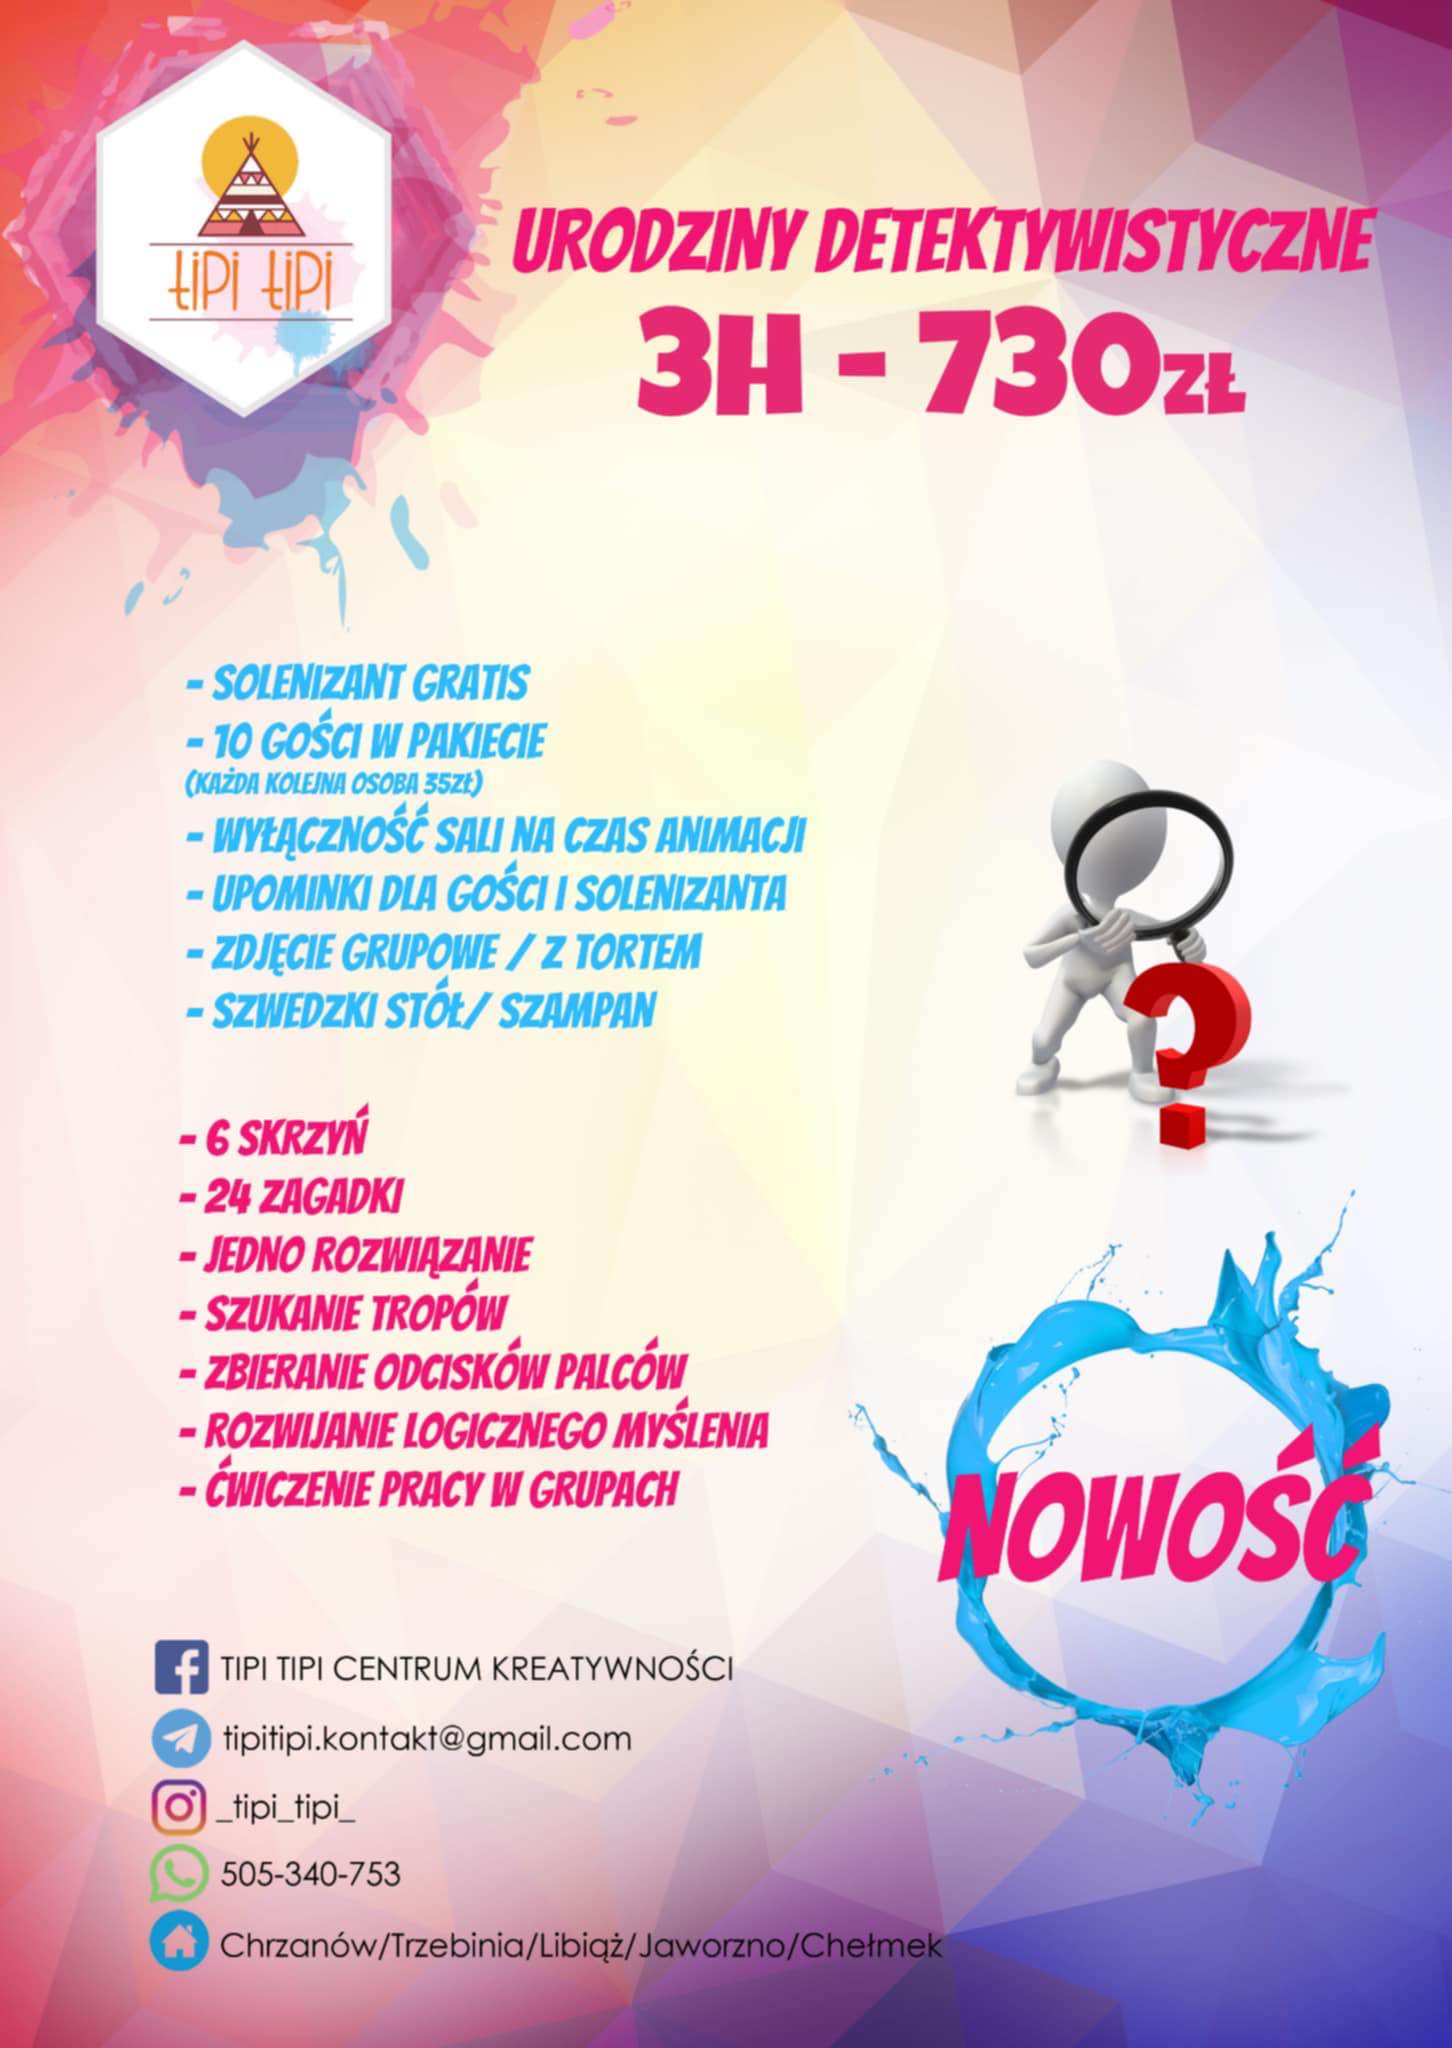 tipi tipi
URODZINY DETEKTYWISTYCZNE
3H - 730ZŁ
- SOLENIZANT GRATIS
- 10 GOŚCI W PAKIECIE
(KAŻDA KOLEJNA OSOBA 35ZŁ)
- WYŁĄCZNOŚĆ SALI NA CZAS ANIMACJI
- UPOMINKI DLA GOŚCI I SOLENIZANTA
- ZDJĘCIE GRUPOWE / Z TORTEM
- SZWEDZKI STÓŁ/ SZAMPAN
- 6 SKRZYŃ
- 24 ZAGADKI
- JEDNO ROZWIĄZANIE
- SZUKANIE TROPÓW
- ZBIERANIE ODCISKÓW PALCÓW
- ROZWIJANIE LOGICZNEGO MYŚLENIA
- ĆWICZENIE PRACY W GRUPACH
NOWOŚĆ
TIPI TIPI CENTRUM KREATYWNOŚCI
tipitipi.kontakt@gmail.com
_tipi_tipi_
505-340-753
Chrzanów/Trzebinia/Libiąż/Jaworzno/Chełmek